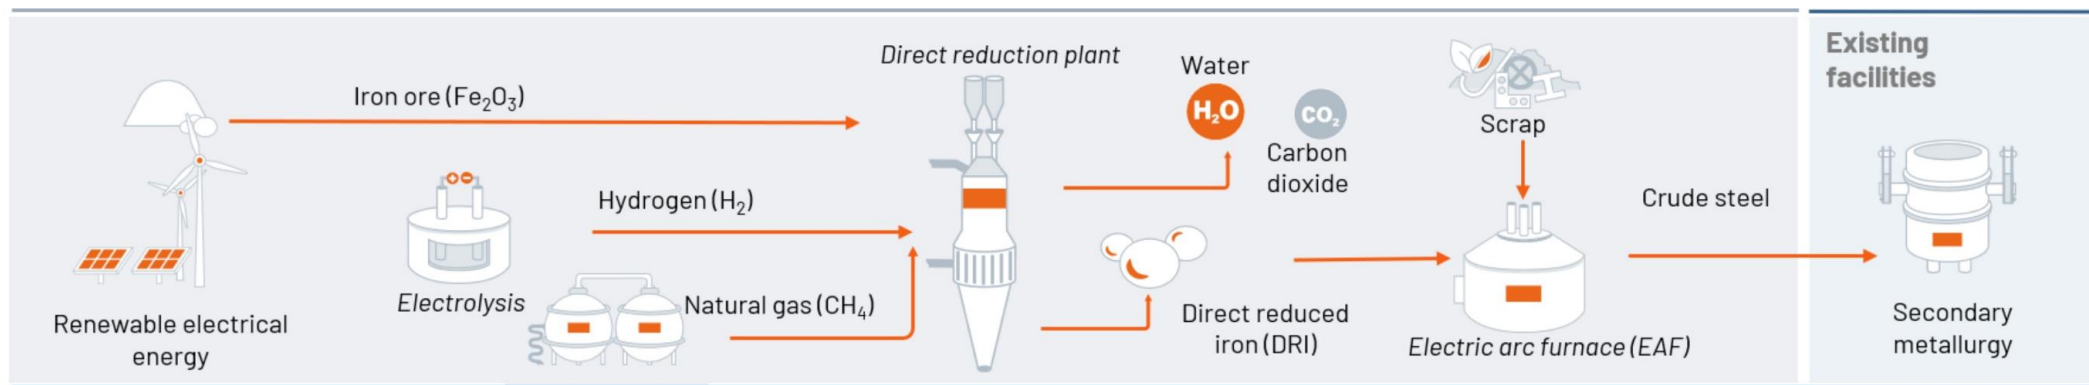 Iron ore (Fe₂O₃)
Renewable electrical
energy
Electrolysis
Hydrogen (H₂)
Natural gas (CH₄)
Direct reduction plant
Water
H₂O
CO₂
Carbon
dioxide
Direct reduced
iron (DRI)
Scrap
Electric arc furnace (EAF)
Crude steel
Existing
facilities
Secondary
metallurgy